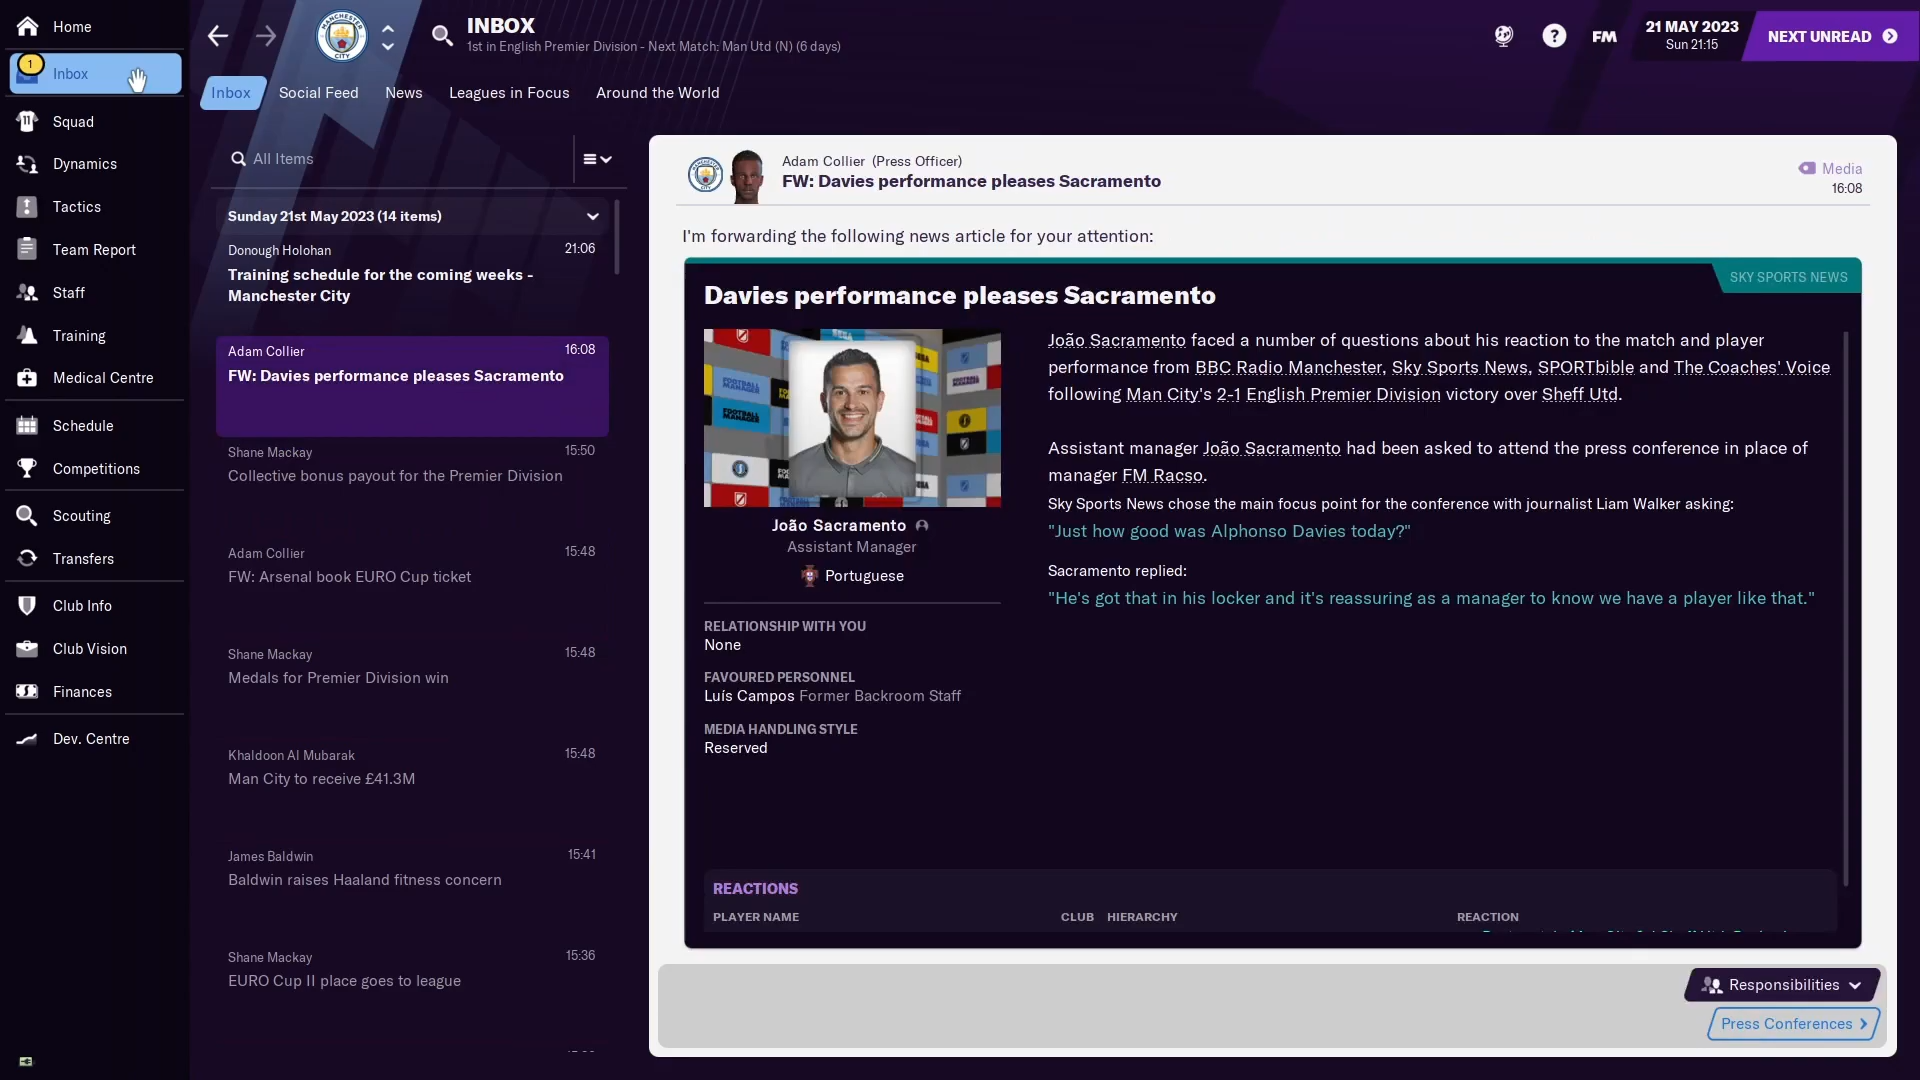 Home
1
Inbox
Squad
Dynamics
Tactics
Team Report
Staff
Training
Medical Centre
Schedule
Competitions
Scouting
Transfers
Club Info
Club Vision
Finances
Dev. Centre
MANCHESTER
CITY
INBOX
1st in English Premier Division - Next Match: Man Utd (N) (6 days)
?
FM
21 MAY 2023
Sun 21:15
NEXT UNREAD
Inbox
Social Feed
News
Leagues in Focus
Around the World
All Items
Sunday 21st May 2023 (14 items)
Donough Holohan
21:06
Training schedule for the coming weeks -
Manchester City
Adam Collier
16:08
FW: Davies performance pleases Sacramento
Shane Mackay
15:50
Collective bonus payout for the Premier Division
Adam Collier
15:48
FW: Arsenal book EURO Cup ticket
Shane Mackay
15:48
Medals for Premier Division win
Khaldoon Al Mubarak
15:48
Man City to receive £41.3M
James Baldwin
15:41
Baldwin raises Haaland fitness concern
Shane Mackay
15:36
EURO Cup II place goes to league
Adam Collier (Press Officer)
FW: Davies performance pleases Sacramento
Media
16:08
I'm forwarding the following news article for your attention:
SKY SPORTS NEWS
Davies performance pleases Sacramento
FOOTBALL
MANAGER
João Sacramento
Assistant Manager
Portuguese
RELATIONSHIP WITH YOU
None
FAVOURED PERSONNEL
Luís Campos Former Backroom Staff
MEDIA HANDLING STYLE
Reserved
João Sacramento faced a number of questions about his reaction to the match and player
performance from BBC Radio Manchester, Sky Sports News, SPORTbible and The Coaches' Voice
following Man City's 2-1 English Premier Division victory over Sheff Utd.
Assistant manager João Sacramento had been asked to attend the press conference in place of
manager FM Racso.
Sky Sports News chose the main focus point for the conference with journalist Liam Walker asking:
"Just how good was Alphonso Davies today?"
Sacramento replied:
"He's got that in his locker and it's reassuring as a manager to know we have a player like that."
REACTIONS
PLAYER NAME
CLUB
HIERARCHY
REACTION
Responsibilities
Press Conferences